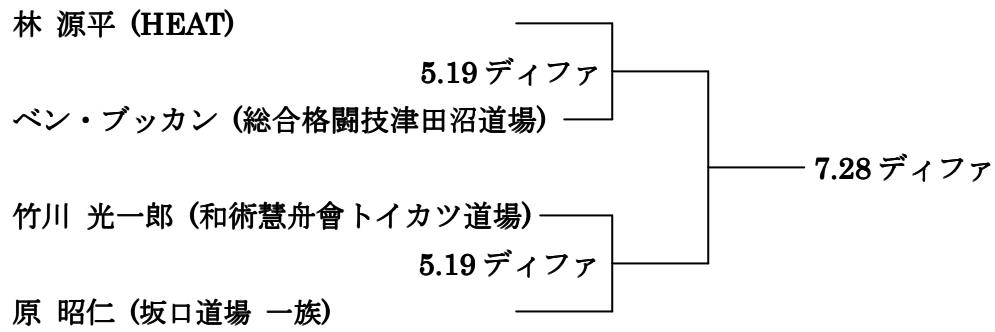 林 源平 (HEAT)
5.19 ディファ
ベン・ブッカン (総合格闘技津田沼道場)
7.28 ディファ
竹川 光一郎 (和術慧舟會トイカツ道場)
5.19 ディファ
原 昭仁 (坂口道場 一族)